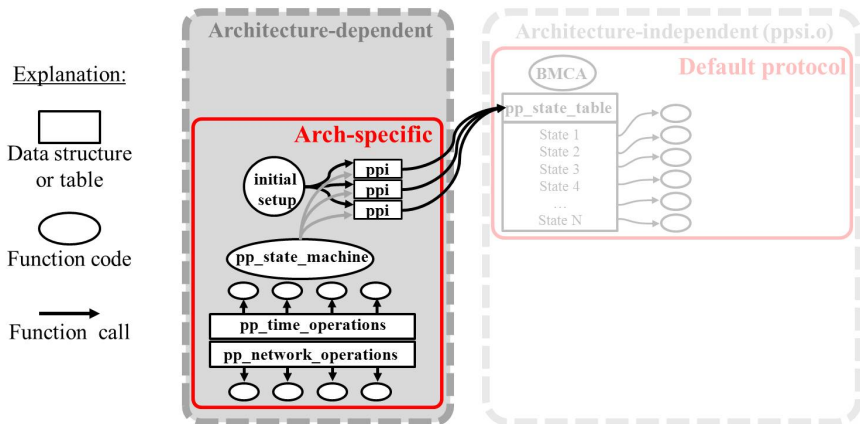 Explanation:
Data structure
or table
Function code
Function call
Architecture-dependent
Arch-specific
initial
setup
ppi
ppi
ppi
pp_state_machine
pp_time_operations
pp_network_operations
Architecture-independent (ppsi.o)
Default protocol
BMCA
pp_state_table
State 1
State 2
State 3
State 4
...
State N